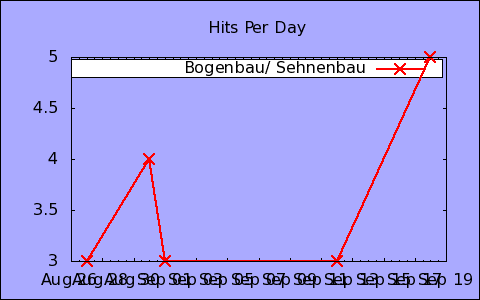 Hits Per Day
Bogenbau/ Sehnenbau
5
4.5
4
3.5
3
Aug 26 Aug 28 Aug 30 Sep 01 Sep 03 Sep 05 Sep 07 Sep 09 Sep 11 Sep 13 Sep 15 Sep 17 Sep 19